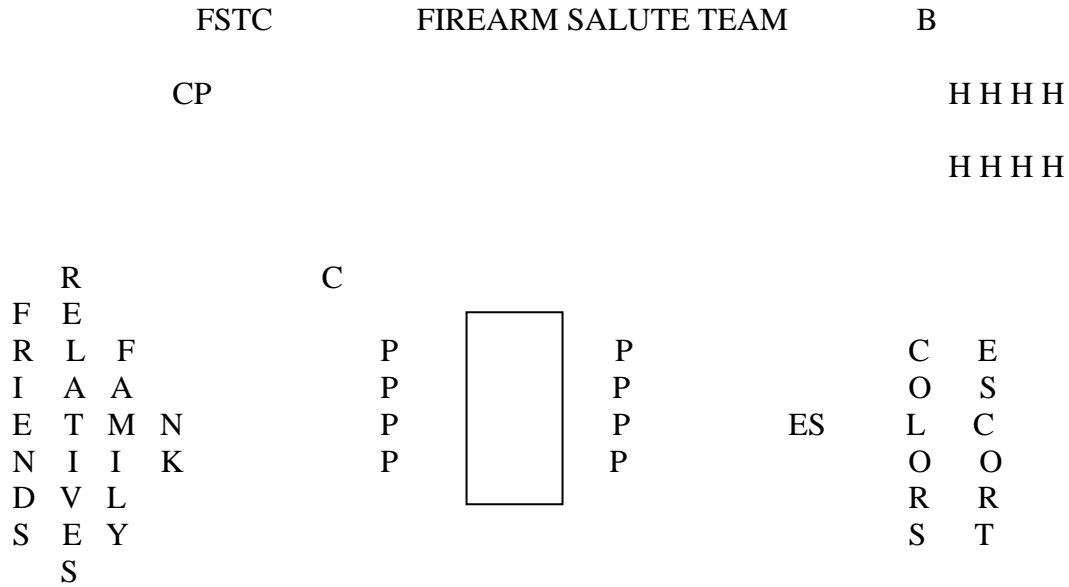 FSTC FIREARM SALUTE TEAM B
CP H H H H
H H H H
R C
F E
R L F P P C E
I A A P P O S
E T M N P P ES L C
N I I K P P O O
D V L R R
S E Y S T
S